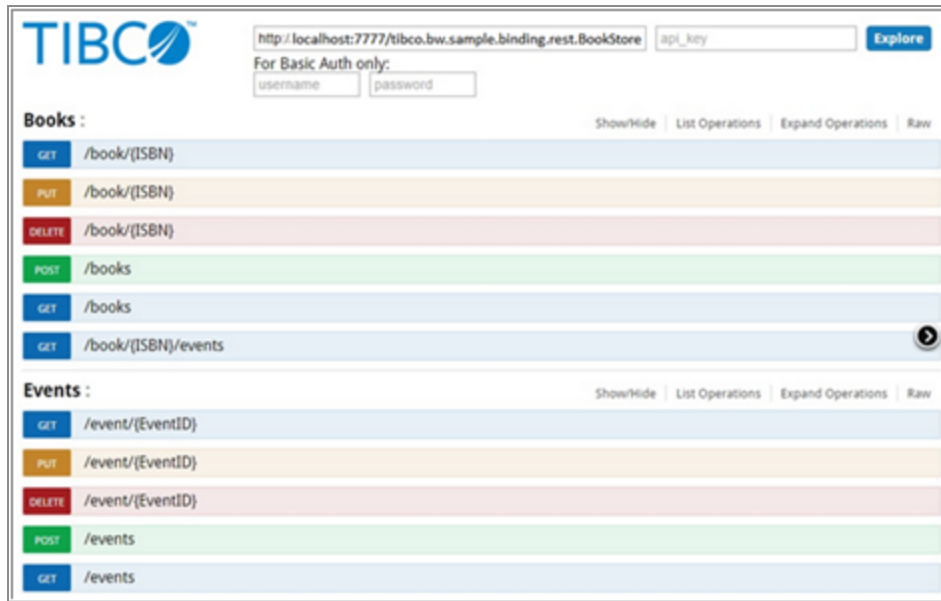 TIBCO™
http:/ localhost:7777/tibco.bw.sample.binding.rest.BookStore api_key Explore
For Basic Auth only:
username password
Books : Show/Hide List Operations Expand Operations Raw
GET /book/{ISBN}
PUT /book/{ISBN}
DELETE /book/{ISBN}
POST /books
GET /books
GET /book/{ISBN}/events
Events : Show/Hide List Operations Expand Operations Raw
GET /event/{EventID}
PUT /event/{EventID}
DELETE /event/{EventID}
POST /events
GET /events